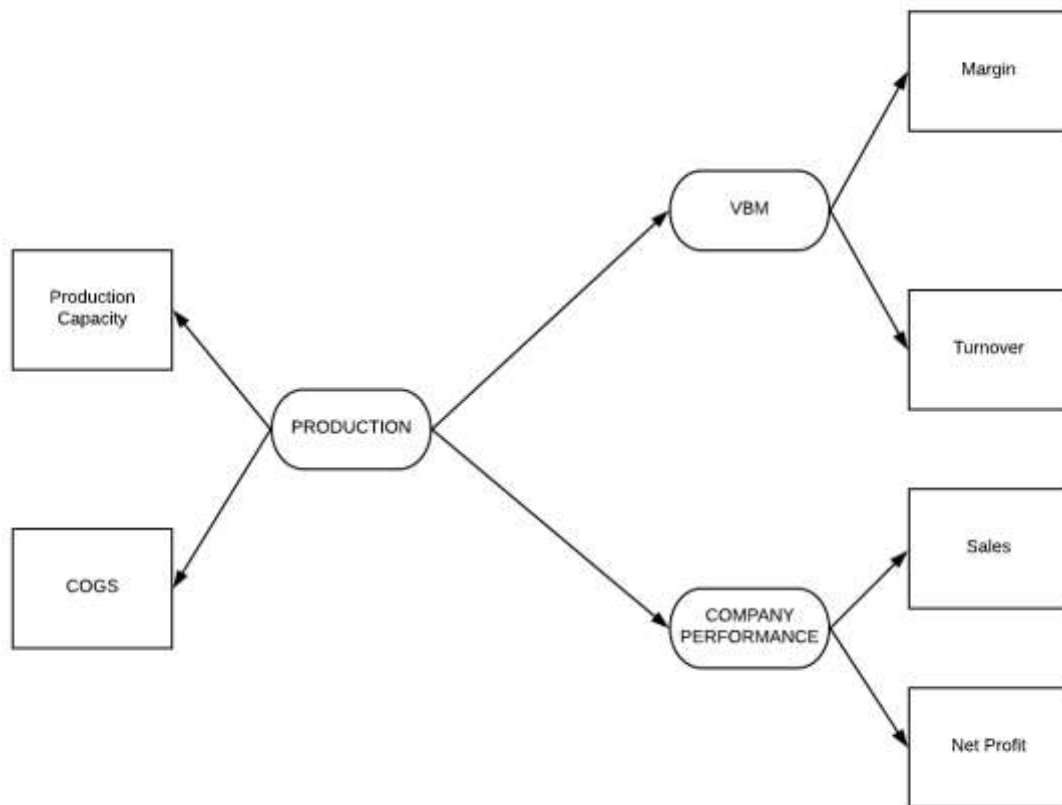 Margin
VBM
Production
Capacity
Turnover
PRODUCTION
Sales
COGS
COMPANY
PERFORMANCE
Net Profit